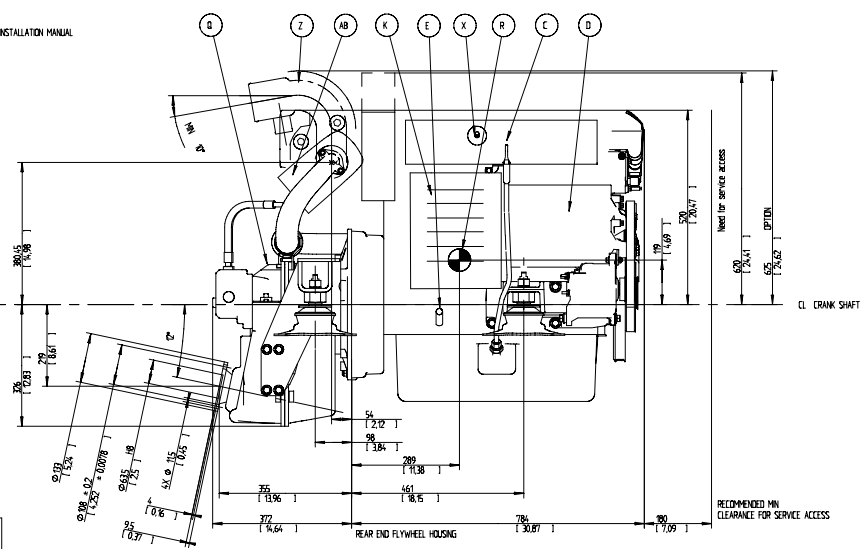 INSTALLATION MANUAL
Q
Z
AB
K
E
X
R
C
D
MIN 10°
380,45
[ 14,98 ]
520
[ 20,47 ]
119
[ 4,69 ]
Need for service access
620
[ 24,41 ]
OPTION
625
[ 24,62 ]
CL CRANK SHAFT
12°
219
[ 8,61 ]
326
[ 12,83 ]
54
[ 2,12 ]
98
[ 3,84 ]
289
[ 11,38 ]
461
[ 18,15 ]
355
[ 13,96 ]
372
[ 14,64 ]
784
[ 30,87 ]
180
[ 7,09 ]
REAR END FLYWHEEL HOUSING
RECOMMENDED MIN
CLEARANCE FOR SERVICE ACCESS
Ø133
[ 5,24 ]
Ø108 ± 0.2
[ 4,252 ± 0,0078 ]
Ø63,5 H8
[ 2,5 ]
4X Ø 11,5
[ 0,45 ]
4
[ 0,16 ]
9,5
[ 0,37 ]